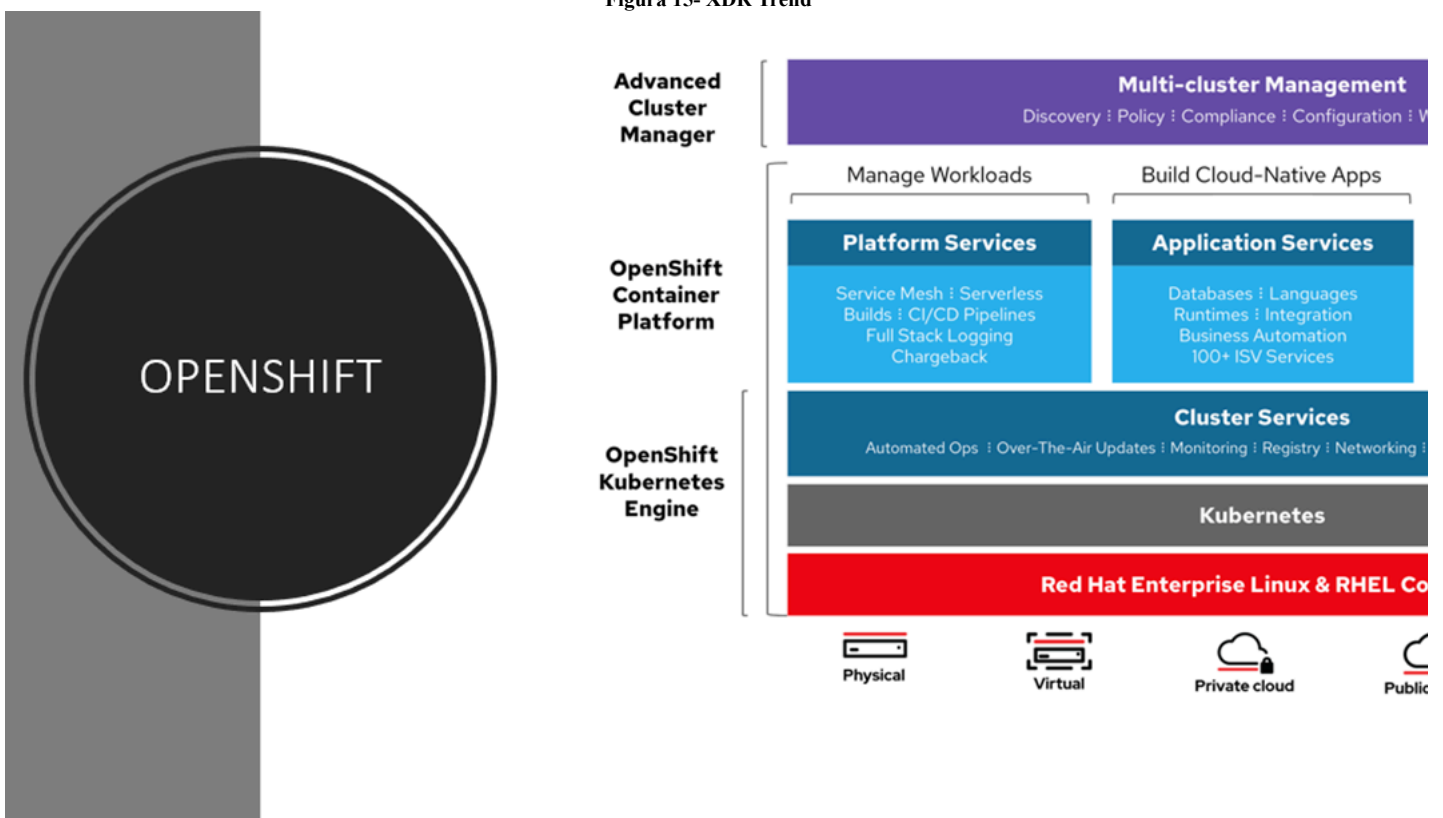 Figura 15- XDR Trend
OPENSHIFT
Advanced
Cluster
Manager
Multi-cluster Management
Discovery ⁝ Policy ⁝ Compliance ⁝ Configuration ⁝
Manage Workloads
Build Cloud-Native Apps
OpenShift
Container
Platform
Platform Services
Service Mesh ⁝ Serverless
Builds ⁝ CI/CD Pipelines
Full Stack Logging
Chargeback
Application Services
Databases ⁝ Languages
Runtimes ⁝ Integration
Business Automation
100+ ISV Services
OpenShift
Kubernetes
Engine
Cluster Services
Automated Ops ⁝ Over-The-Air Updates ⁝ Monitoring ⁝ Registry ⁝ Networking ⁝
Kubernetes
Red Hat Enterprise Linux & RHEL Co
Physical
Virtual
Private cloud
Public